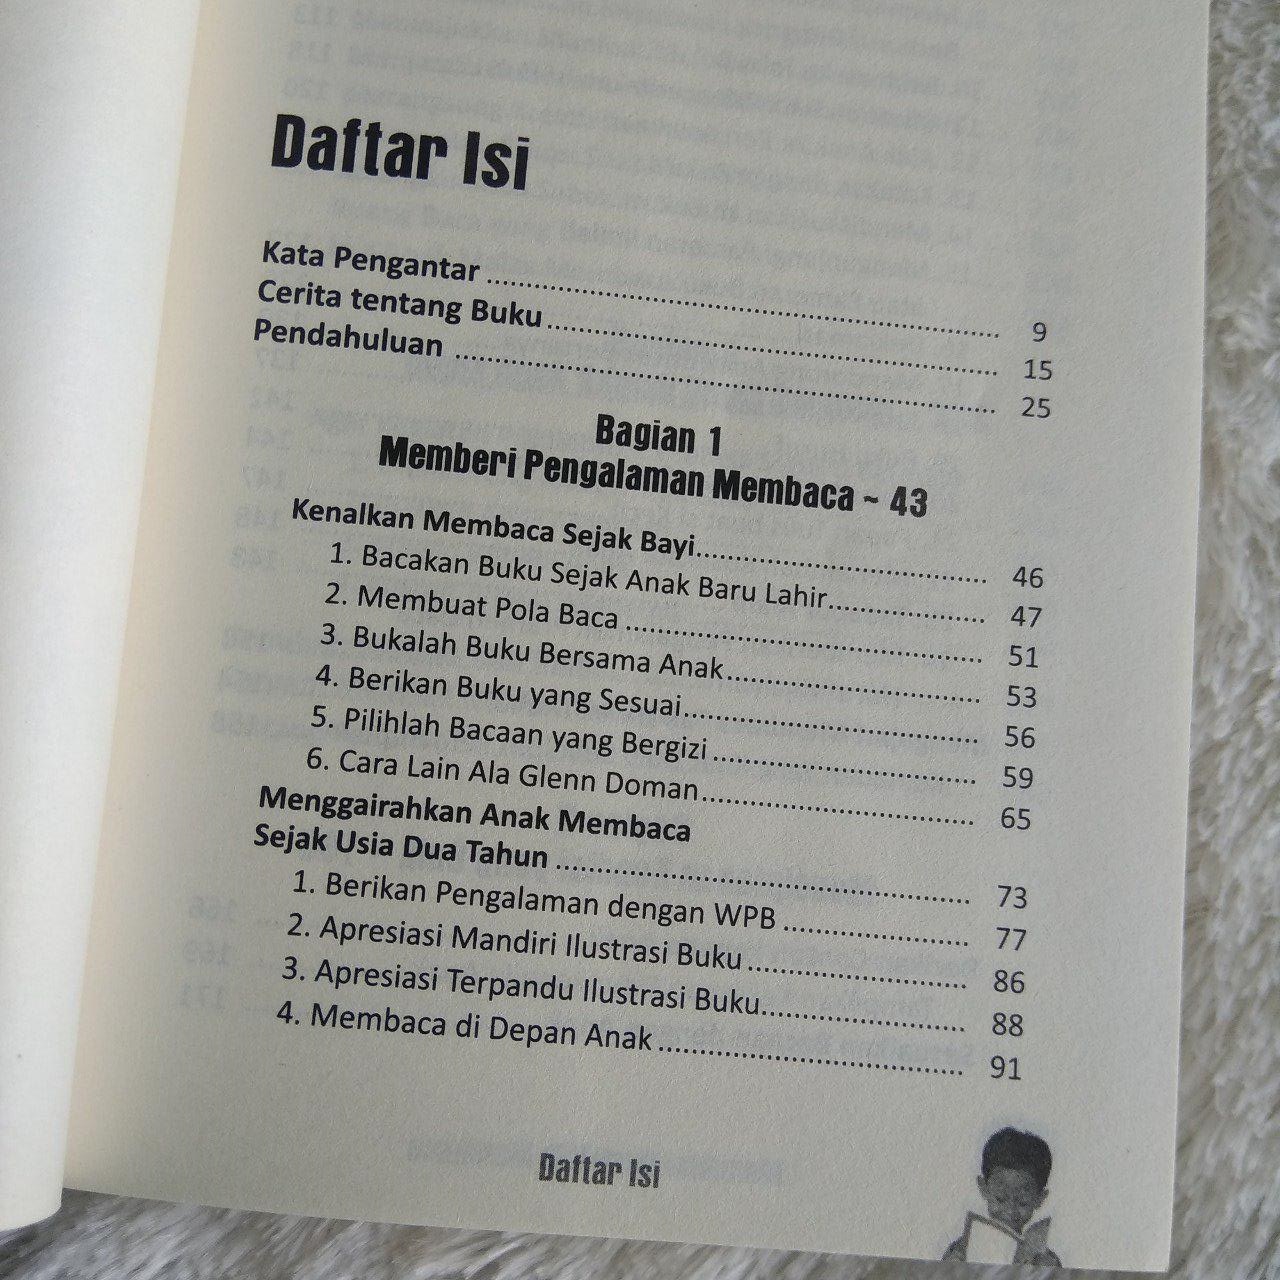 Daftar Isi
Kata Pengantar ........................................ 9
Cerita tentang Buku ........................................ 15
Pendahuluan ........................................ 25
Bagian 1
Memberi Pengalaman Membaca ~ 43
Kenalkan Membaca Sejak Bayi........................................ 46
1. Bacakan Buku Sejak Anak Baru Lahir.................... 47
2. Membuat Pola Baca ........................................ 51
3. Bukalah Buku Bersama Anak.............................. 53
4. Berikan Buku yang Sesuai................................... 56
5. Pilihlah Bacaan yang Bergizi ................................ 59
6. Cara Lain Ala Glenn Doman................................. 65
Menggairahkan Anak Membaca
Sejak Usia Dua Tahun ........................................ 73
1. Berikan Pengalaman dengan WPB ...................... 77
2. Apresiasi Mandiri Ilustrasi Buku .......................... 86
3. Apresiasi Terpandu Ilustrasi Buku........................ 88
4. Membaca di Depan Anak .................................... 91
Daftar Isi